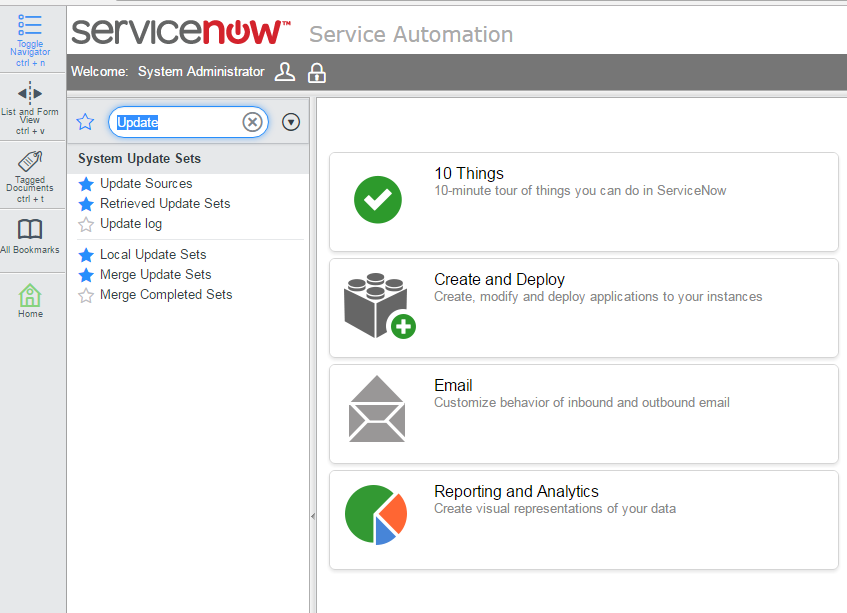 servicenow™ Service Automation
Toggle
Navigator
ctrl + n
List and Form
View
ctrl + v
Tagged
Documents
ctrl + t
All Bookmarks
Home
Welcome: System Administrator
Update
System Update Sets
Update Sources
Retrieved Update Sets
Update log
Local Update Sets
Merge Update Sets
Merge Completed Sets
10 Things
10-minute tour of things you can do in ServiceNow
Create and Deploy
Create, modify and deploy applications to your instances
Email
Customize behavior of inbound and outbound email
Reporting and Analytics
Create visual representations of your data